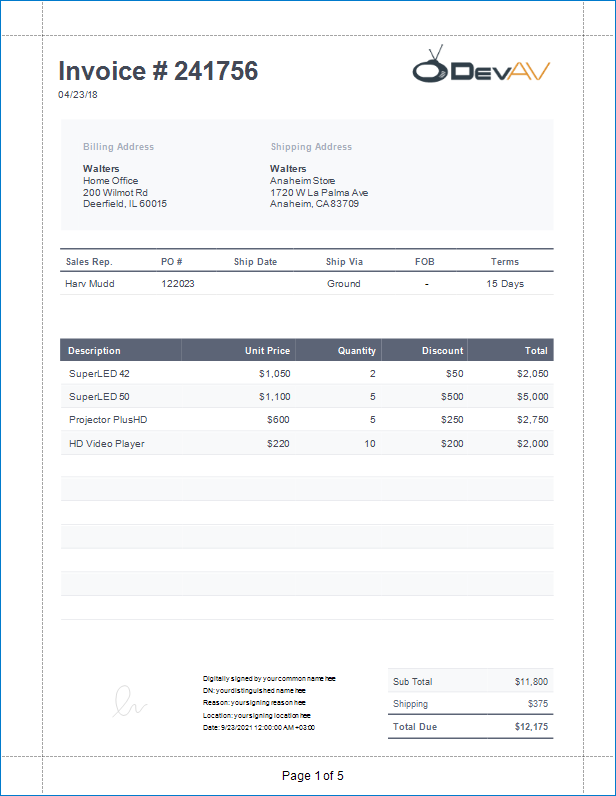 Invoice # 241756
DevAV
04/23/18
Billing Address Shipping Address
Walters Walters
Home Office Anaheim Store
200 Wilmot Rd 1720 W La Palma Ave
Deerfield, IL 60015 Anaheim, CA 83709
Sales Rep. PO # Ship Date Ship Via FOB Terms
Harv Mudd 122023 Ground - 15 Days
Description Unit Price Quantity Discount Total
SuperLED 42 $1,050 2 $50 $2,050
SuperLED 50 $1,100 5 $500 $5,000
Projector PlusHD $600 5 $250 $2,750
HD Video Player $220 10 $200 $2,000
Digitally signed by your common name here
DN: your distinguished name here
Reason: your signing reason here
Location: your signing location here
Date: 9/23/2021 12:00:00 AM +03:00
Sub Total $11,800
Shipping $375
Total Due $12,175
Page 1 of 5